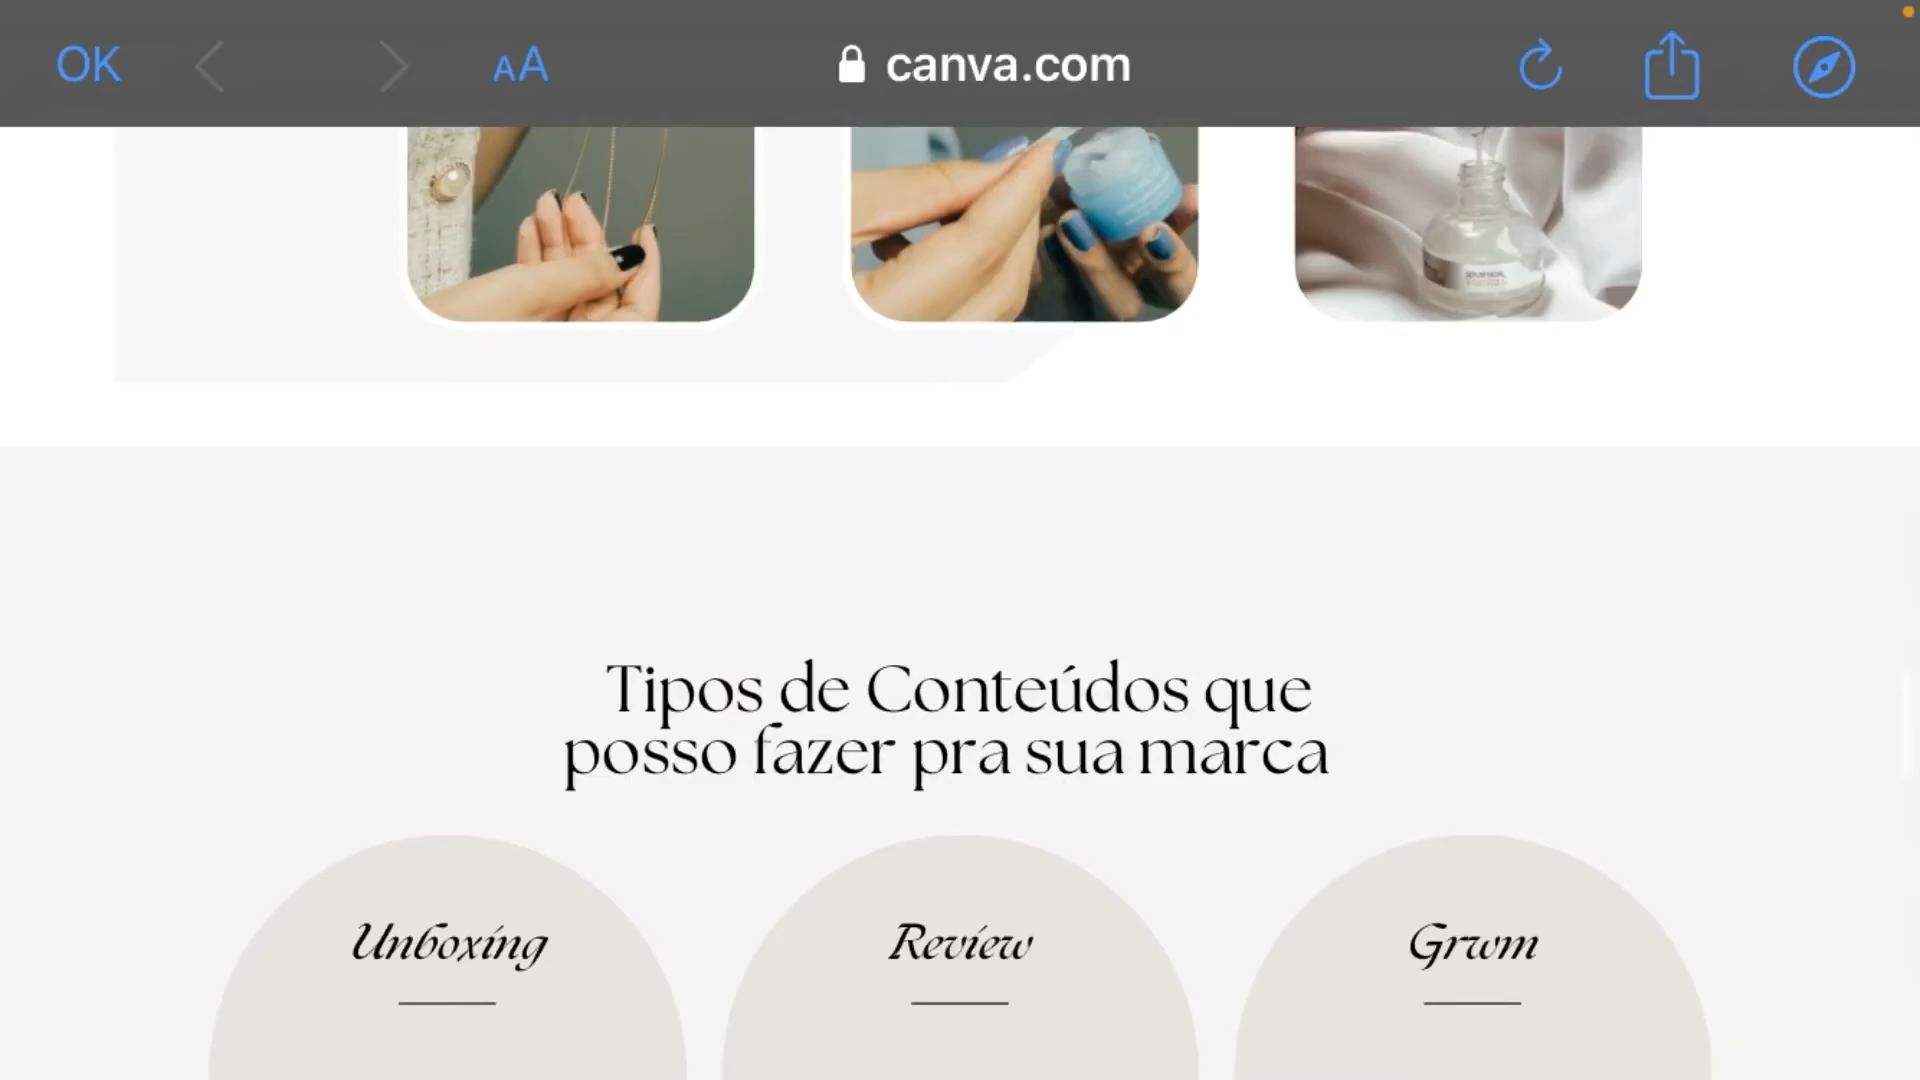 OK
AA
canva.com
Tipos de Conteúdos que
posso fazer pra sua marca
Unboxing
Review
Grwm